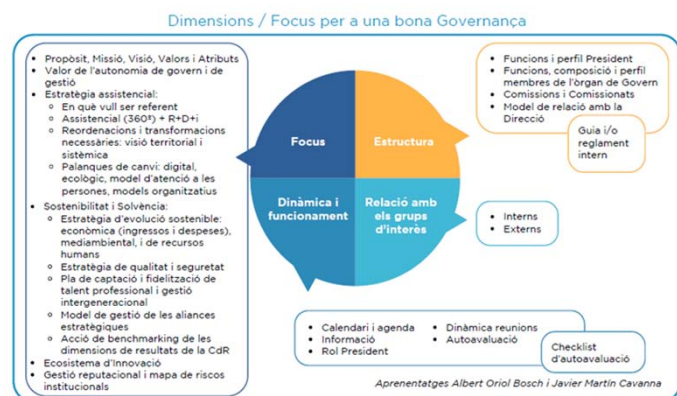 Dimensions / Focus per a una bona Governança
• Propòsit, Missió, Visió, Valors i Atributs
• Valor de l'autonomia de govern i de
gestió
• Estratègia assistencial:
○ En què vull ser referent
○ Assistencial (360º) + R+D+i
○ Reordenacions i transformacions
necessàries: visió territorial i
sistèmica
○ Palanques de canvi: digital,
ecològic, model d'atenció a les
persones, models organitzatius
• Sostenibilitat i Solvència:
○ Estratègia d'evolució sostenible:
econòmica (ingressos i despeses),
mediambiental, i de recursos
humans
○ Estratègia de qualitat i seguretat
○ Pla de captació i fidelització de
talent professional i gestió
intergeneracional
○ Model de gestió de les aliances
estratègiques
○ Acció de benchmarking de les
dimensions de resultats de la CdR
• Ecosistema d'Innovació
• Gestió reputacional i mapa de riscos
institucionals
Focus
Estructura
Dinàmica i
funcionament
Relació amb
els grups
d'interès
• Funcions i perfil President
• Funcions, composició i perfil
membres de l'òrgan de Govern
• Comissions i Comissionats
• Model de relació amb la
Direcció
Guia i/o
reglament
intern
• Interns
• Externs
• Calendari i agenda
• Informació
• Rol President
• Dinàmica reunions
• Autoavaluació
Checklist
d'autoavaluació
Aprenentatges Albert Oriol Bosch i Javier Martín Cavanna